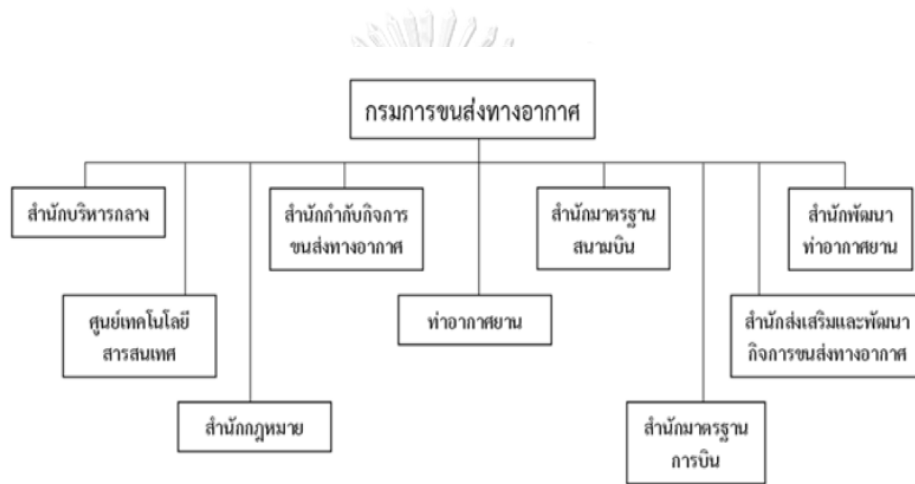 กรมการขนส่งทางอากาศ
สำนักบริหารกลาง
สำนักกำกับกิจการ
ขนส่งทางอากาศ
สำนักมาตรฐาน
สนามบิน
สำนักพัฒนา
ท่าอากาศยาน
ศูนย์เทคโนโลยี
สารสนเทศ
ท่าอากาศยาน
สำนักส่งเสริมและพัฒนา
กิจการขนส่งทางอากาศ
สำนักกฎหมาย
สำนักมาตรฐาน
การบิน